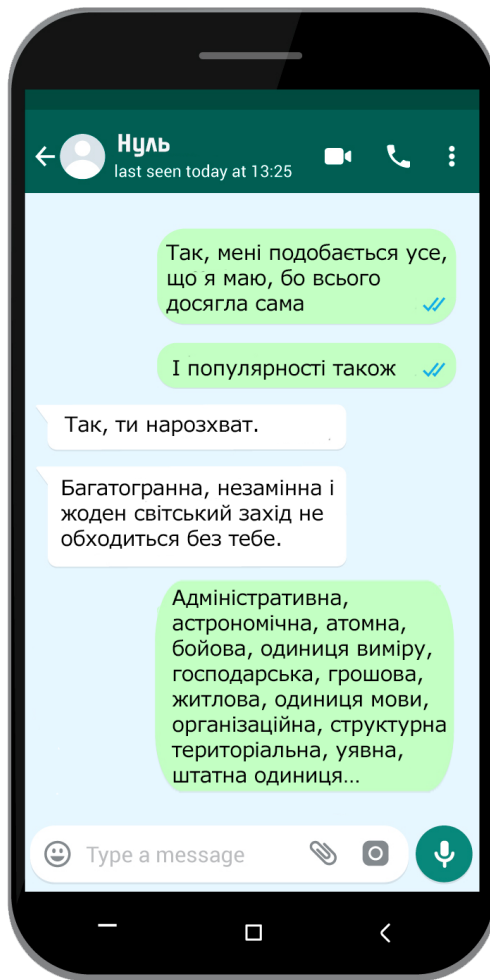 Нуль
last seen today at 13:25
Так, мені подобається усе,
що я маю, бо всього
досягла сама
І популярності також
Так, ти нарозхват.
Багатогранна, незамінна і
жоден світський захід не
обходиться без тебе.
Адміністративна,
астрономічна, атомна,
бойова, одиниця виміру,
господарська, грошова,
житлова, одиниця мови,
організаційна, структурна
територіальна, уявна,
штатна одиниця...
Type a message